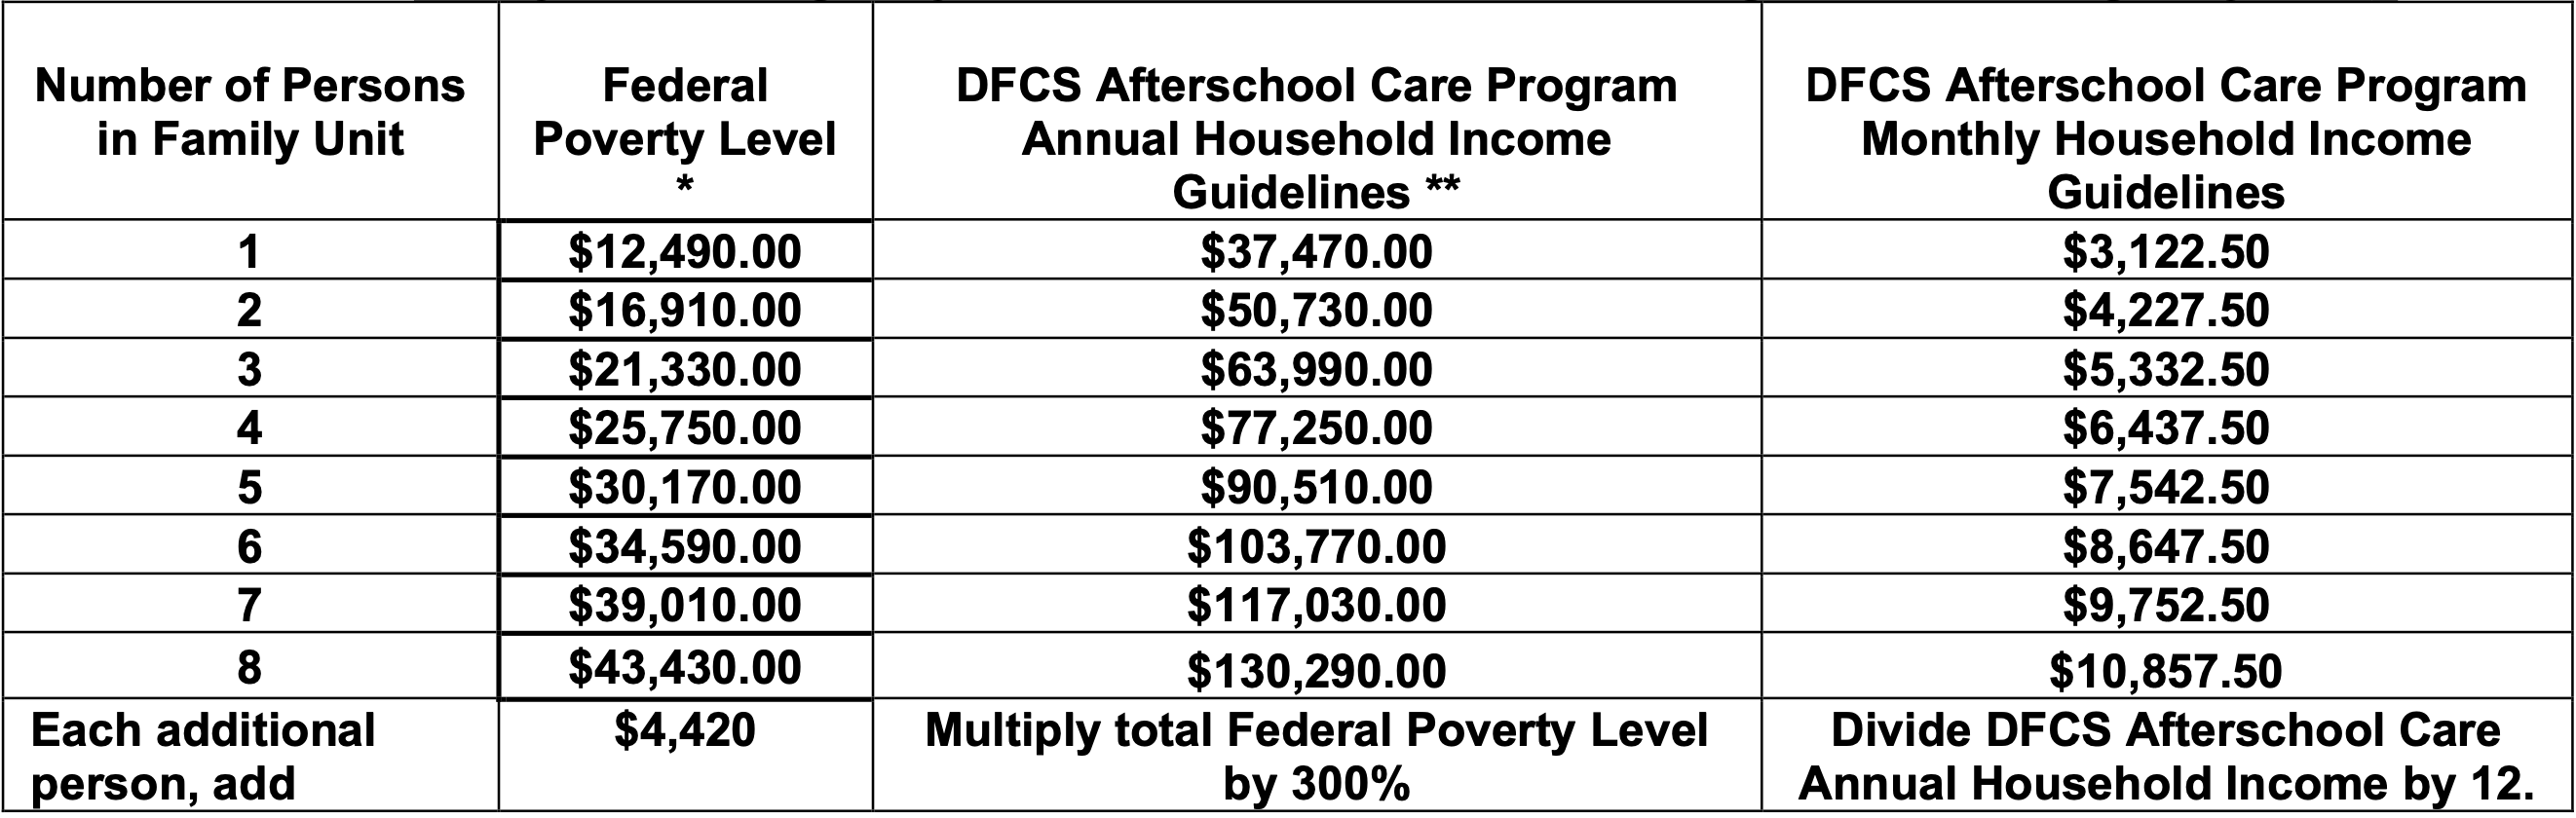 Number of Persons
in Family Unit
Federal
Poverty Level
*
DFCS Afterschool Care Program
Annual Household Income
Guidelines **
DFCS Afterschool Care Program
Monthly Household Income
Guidelines
1 $12,490.00 $37,470.00 $3,122.50
2 $16,910.00 $50,730.00 $4,227.50
3 $21,330.00 $63,990.00 $5,332.50
4 $25,750.00 $77,250.00 $6,437.50
5 $30,170.00 $90,510.00 $7,542.50
6 $34,590.00 $103,770.00 $8,647.50
7 $39,010.00 $117,030.00 $9,752.50
8 $43,430.00 $130,290.00 $10,857.50
Each additional
person, add
$4,420
Multiply total Federal Poverty Level
by 300%
Divide DFCS Afterschool Care
Annual Household Income by 12.